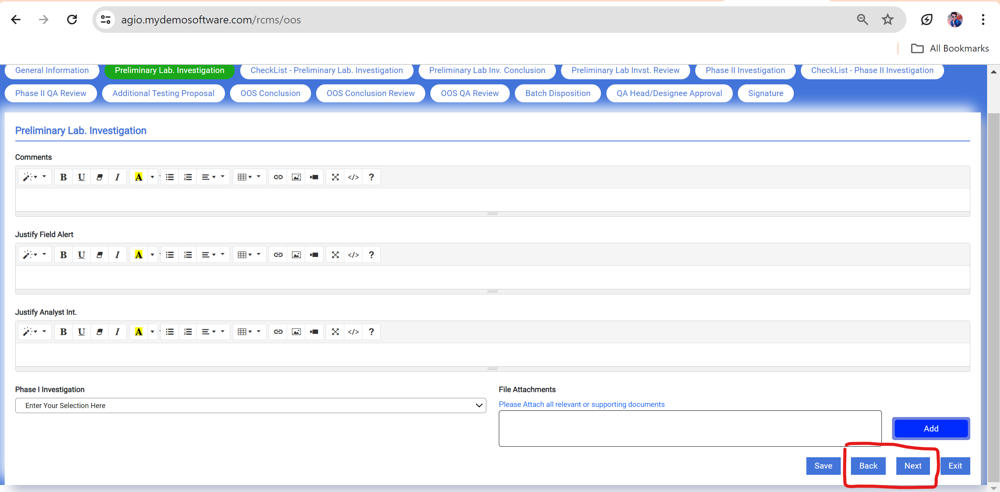 agio.mydemosoftware.com/rcms/oos
All Bookmarks
General Information Preliminary Lab. Investigation CheckList - Preliminary Lab. Investigation Preliminary Lab Inv. Conclusion Preliminary Lab Invst. Review Phase II Investigation CheckList - Phase II Investigation
Phase II QA Review Additional Testing Proposal OOS Conclusion OOS Conclusion Review OOS QA Review Batch Disposition QA Head/Designee Approval Signature
Preliminary Lab. Investigation
Comments
B U I A </> ?
Justify Field Alert
B U I A </> ?
Justify Analyst Int.
B U I A </> ?
Phase I Investigation
Enter Your Selection Here
File Attachments
Please Attach all relevant or supporting documents
Add
Save Back Next Exit